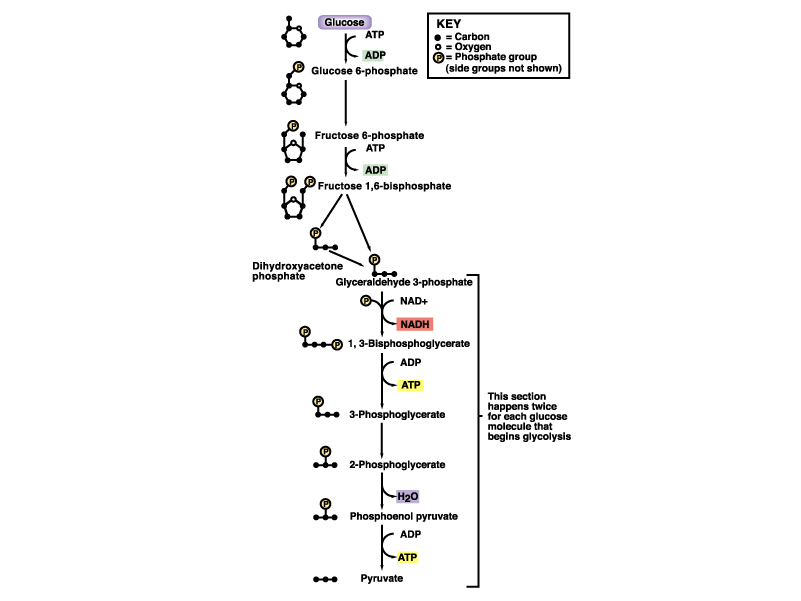 Glucose
KEY
= Carbon
= Oxygen
P = Phosphate group
(side groups not shown)
ATP
ADP
P
Glucose 6-phosphate
P
Fructose 6-phosphate
ATP
ADP
P P
Fructose 1,6-bisphosphate
P
Dihydroxyacetone
phosphate
P
Glyceraldehyde 3-phosphate
P
NAD+
NADH
P P
1, 3-Bisphosphoglycerate
ADP
ATP
P
3-Phosphoglycerate
This section
happens twice
for each glucose
molecule that
begins glycolysis
P
2-Phosphoglycerate
H2O
P
Phosphoenol pyruvate
ADP
ATP
Pyruvate